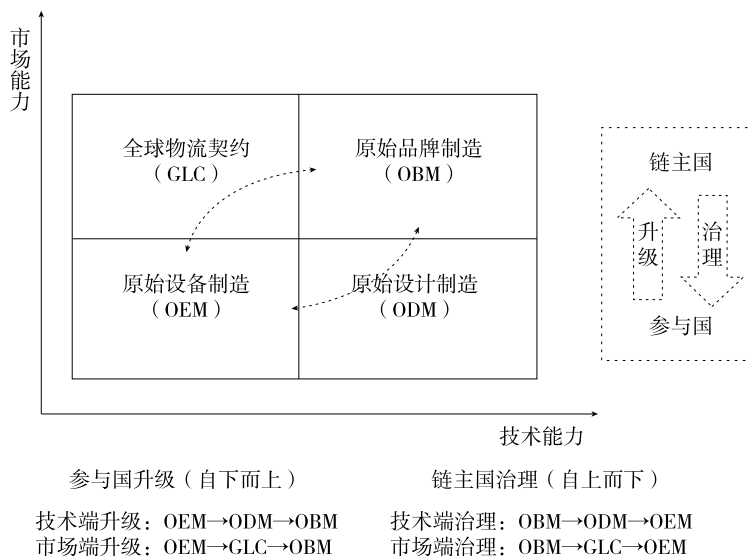 市场能力
全球物流契约
（GLC）
原始品牌制造
（OBM）
原始设备制造
（OEM）
原始设计制造
（ODM）
技术能力
链主国
升级
治理
参与国
参与国升级（自下而上）
技术端升级：OEM→ODM→OBM
市场端升级：OEM→GLC→OBM
链主国治理（自上而下）
技术端治理：OBM→ODM→OEM
市场端治理：OBM→GLC→OEM